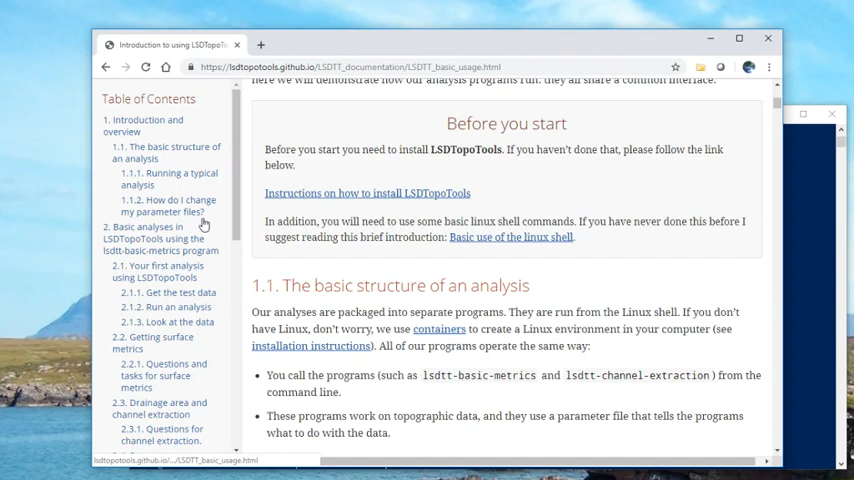 Introduction to using LSDTopoTo
https://lsdtopotools.github.io/LSDTT_documentation/LSDTT_basic_usage.html
here we will demonstrate how our analysis programs run. they all share a common interface.
Table of Contents
1. Introduction and
overview
1.1. The basic structure of
an analysis
1.1.1. Running a typical
analysis
1.1.2. How do I change
my parameter files?
2. Basic analyses in
LSDTopoTools using the
lsdtt-basic-metrics program
2.1. Your first analysis
using LSDTopoTools
2.1.1. Get the test data
2.1.2. Run an analysis
2.1.3. Look at the data
2.2. Getting surface
metrics
2.2.1. Questions and
tasks for surface
metrics
2.3. Drainage area and
channel extraction
2.3.1. Questions for
channel extraction.
Before you start
Before you start you need to install LSDTopoTools. If you haven't done that, please follow the link
below.
Instructions on how to install LSDTopoTools
In addition, you will need to use some basic linux shell commands. If you have never done this before I
suggest reading this brief introduction: Basic use of the linux shell.
1.1. The basic structure of an analysis
Our analyses are packaged into separate programs. They are run from the Linux shell. If you don't
have Linux, don't worry, we use containers to create a Linux environment in your computer (see
installation instructions). All of our programs operate the same way:
• You call the programs (such as lsdtt-basic-metrics and lsdtt-channel-extraction) from the
command line.
• These programs work on topographic data, and they use a parameter file that tells the programs
what to do with the data.
lsdtopotools.github.io/.../LSDTT_basic_usage.html